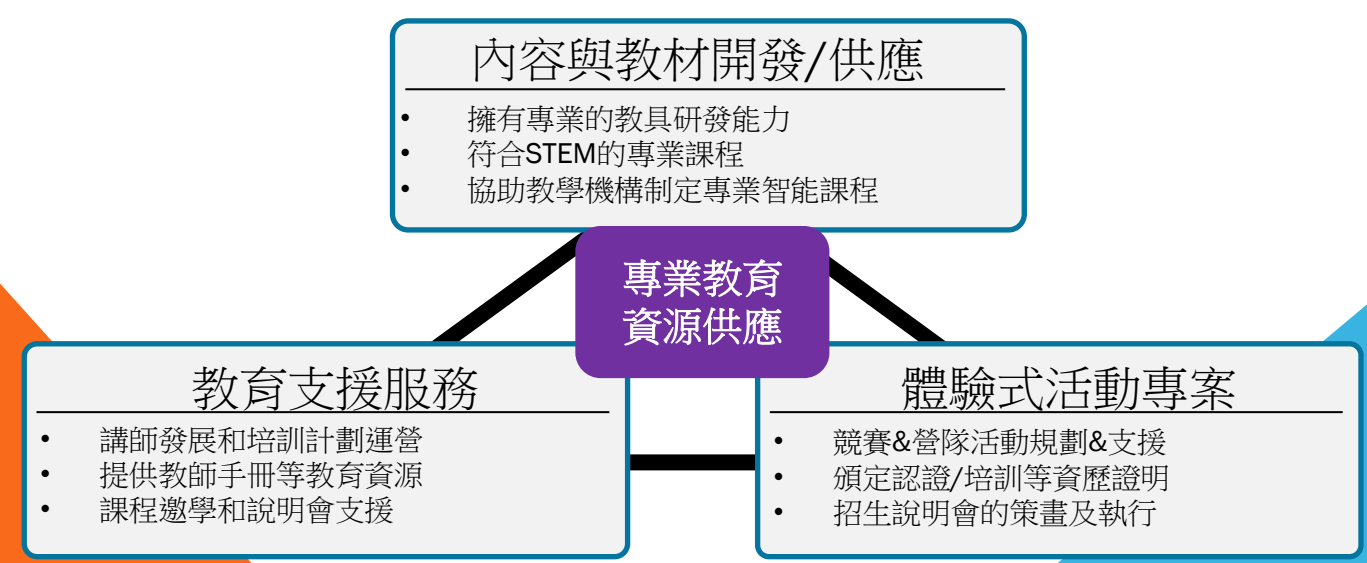 內容與教材開發/供應
• 擁有專業的教具研發能力
• 符合STEM的專業課程
• 協助教學機構制定專業智能課程
專業教育
資源供應
教育支援服務
• 講師發展和培訓計劃運營
• 提供教師手冊等教育資源
• 課程邀學和說明會支援
體驗式活動專案
• 競賽&營隊活動規劃&支援
• 頒定認證/培訓等資歷證明
• 招生說明會的策畫及執行